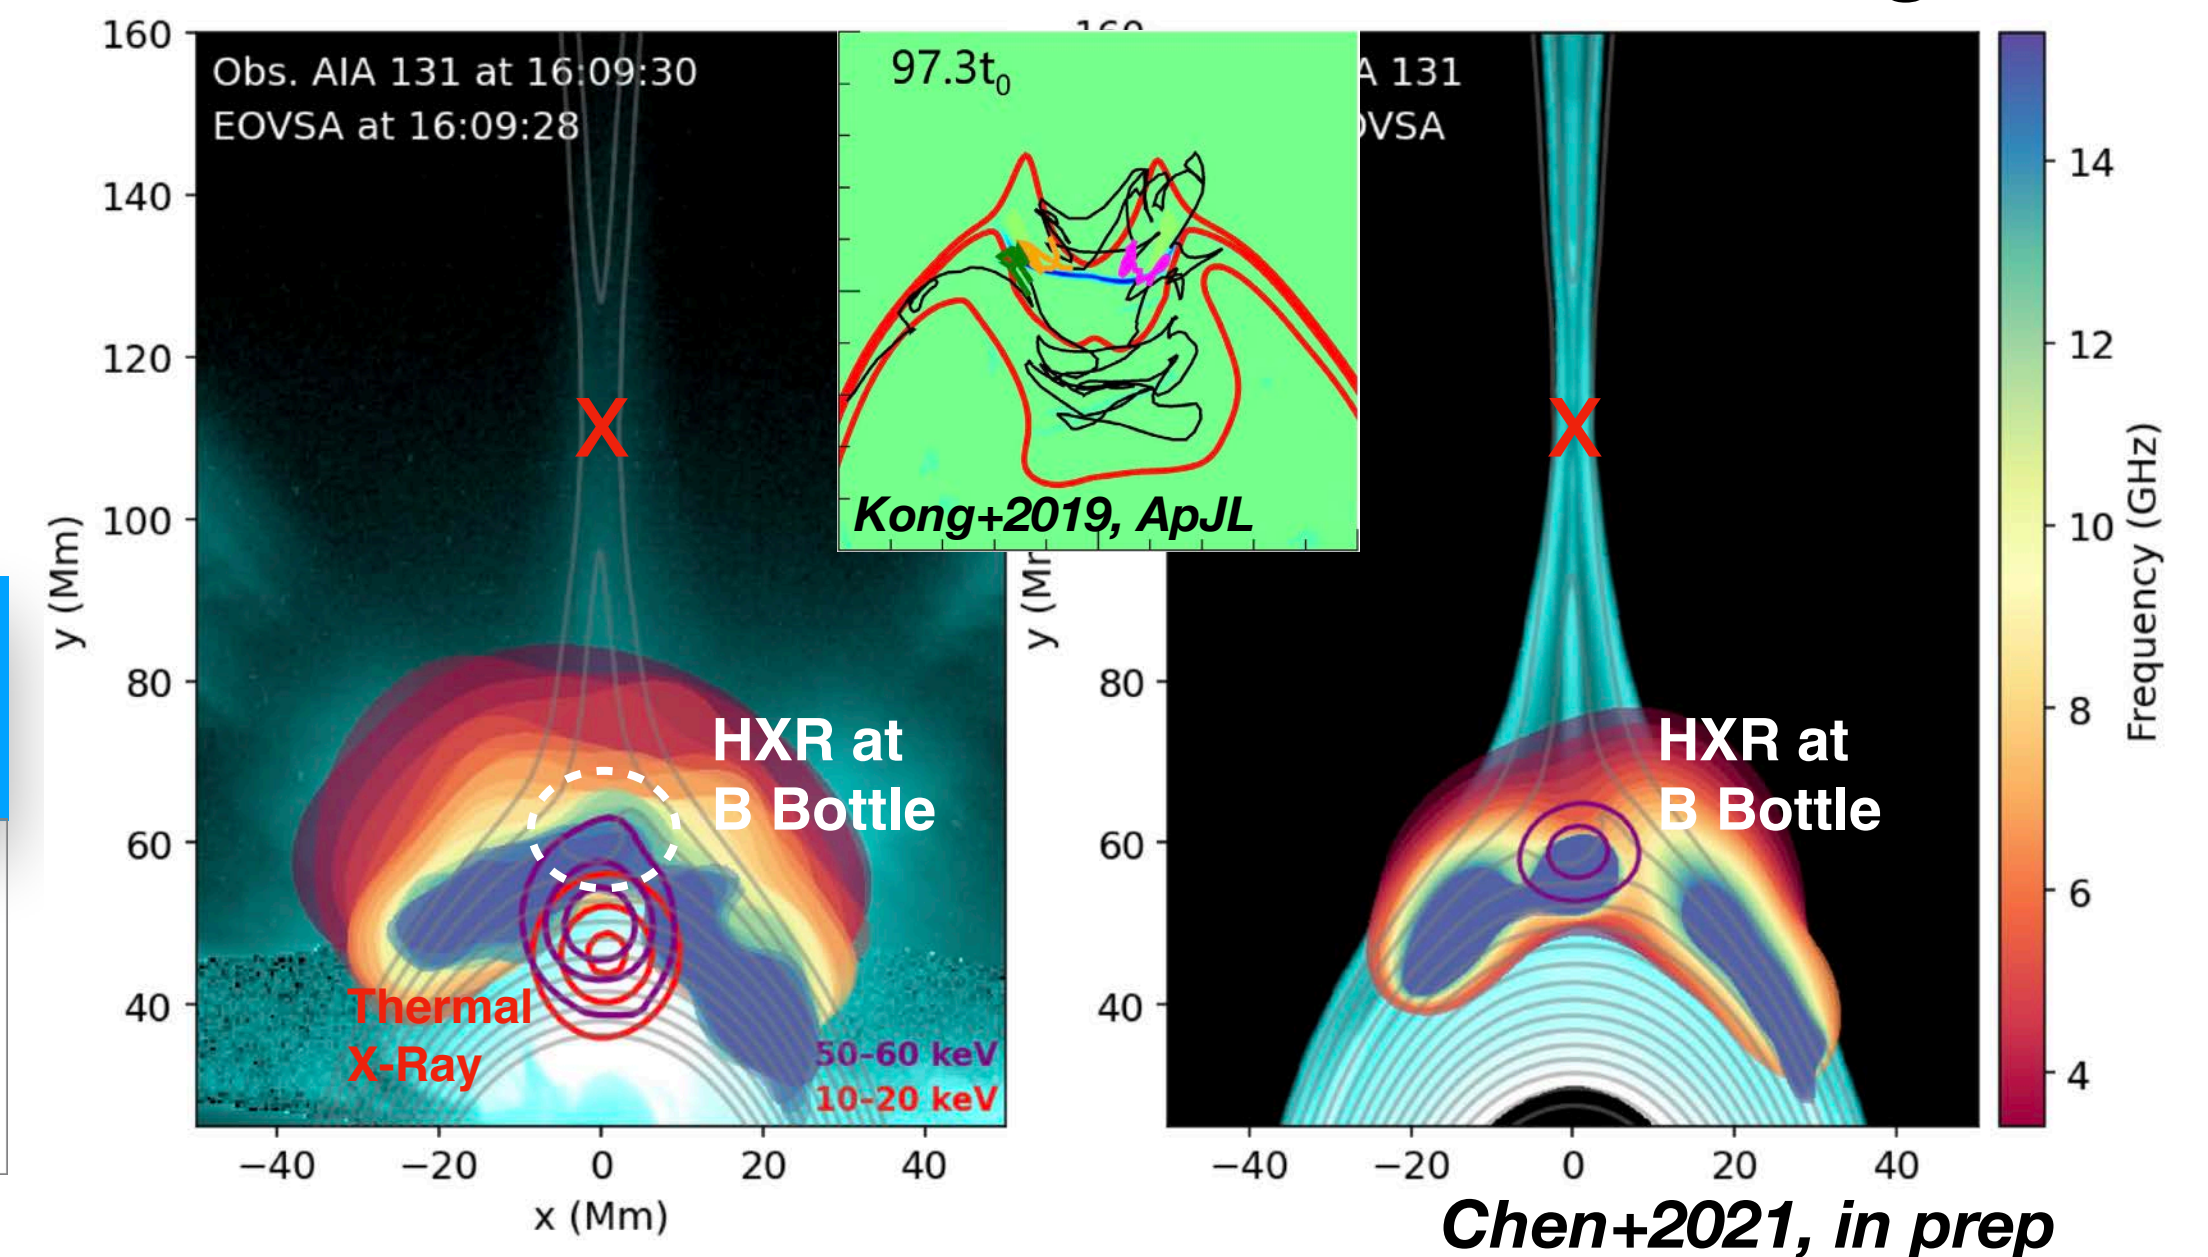 160
140
120
100
80
60
40
y (Mm)
Obs. AIA 131 at 16:09:30
EOVSA at 16:09:28
X
HXR at
B Bottle
Thermal
X-Ray
50–60 keV
10–20 keV
−40
−20
0
20
40
x (Mm)
97.3t0
Kong+2019, ApJL
131
X
HXR at
B Bottle
80
60
40
−40
−20
0
20
40
14
12
10
8
6
4
Frequency (GHz)
Chen+2021, in prep